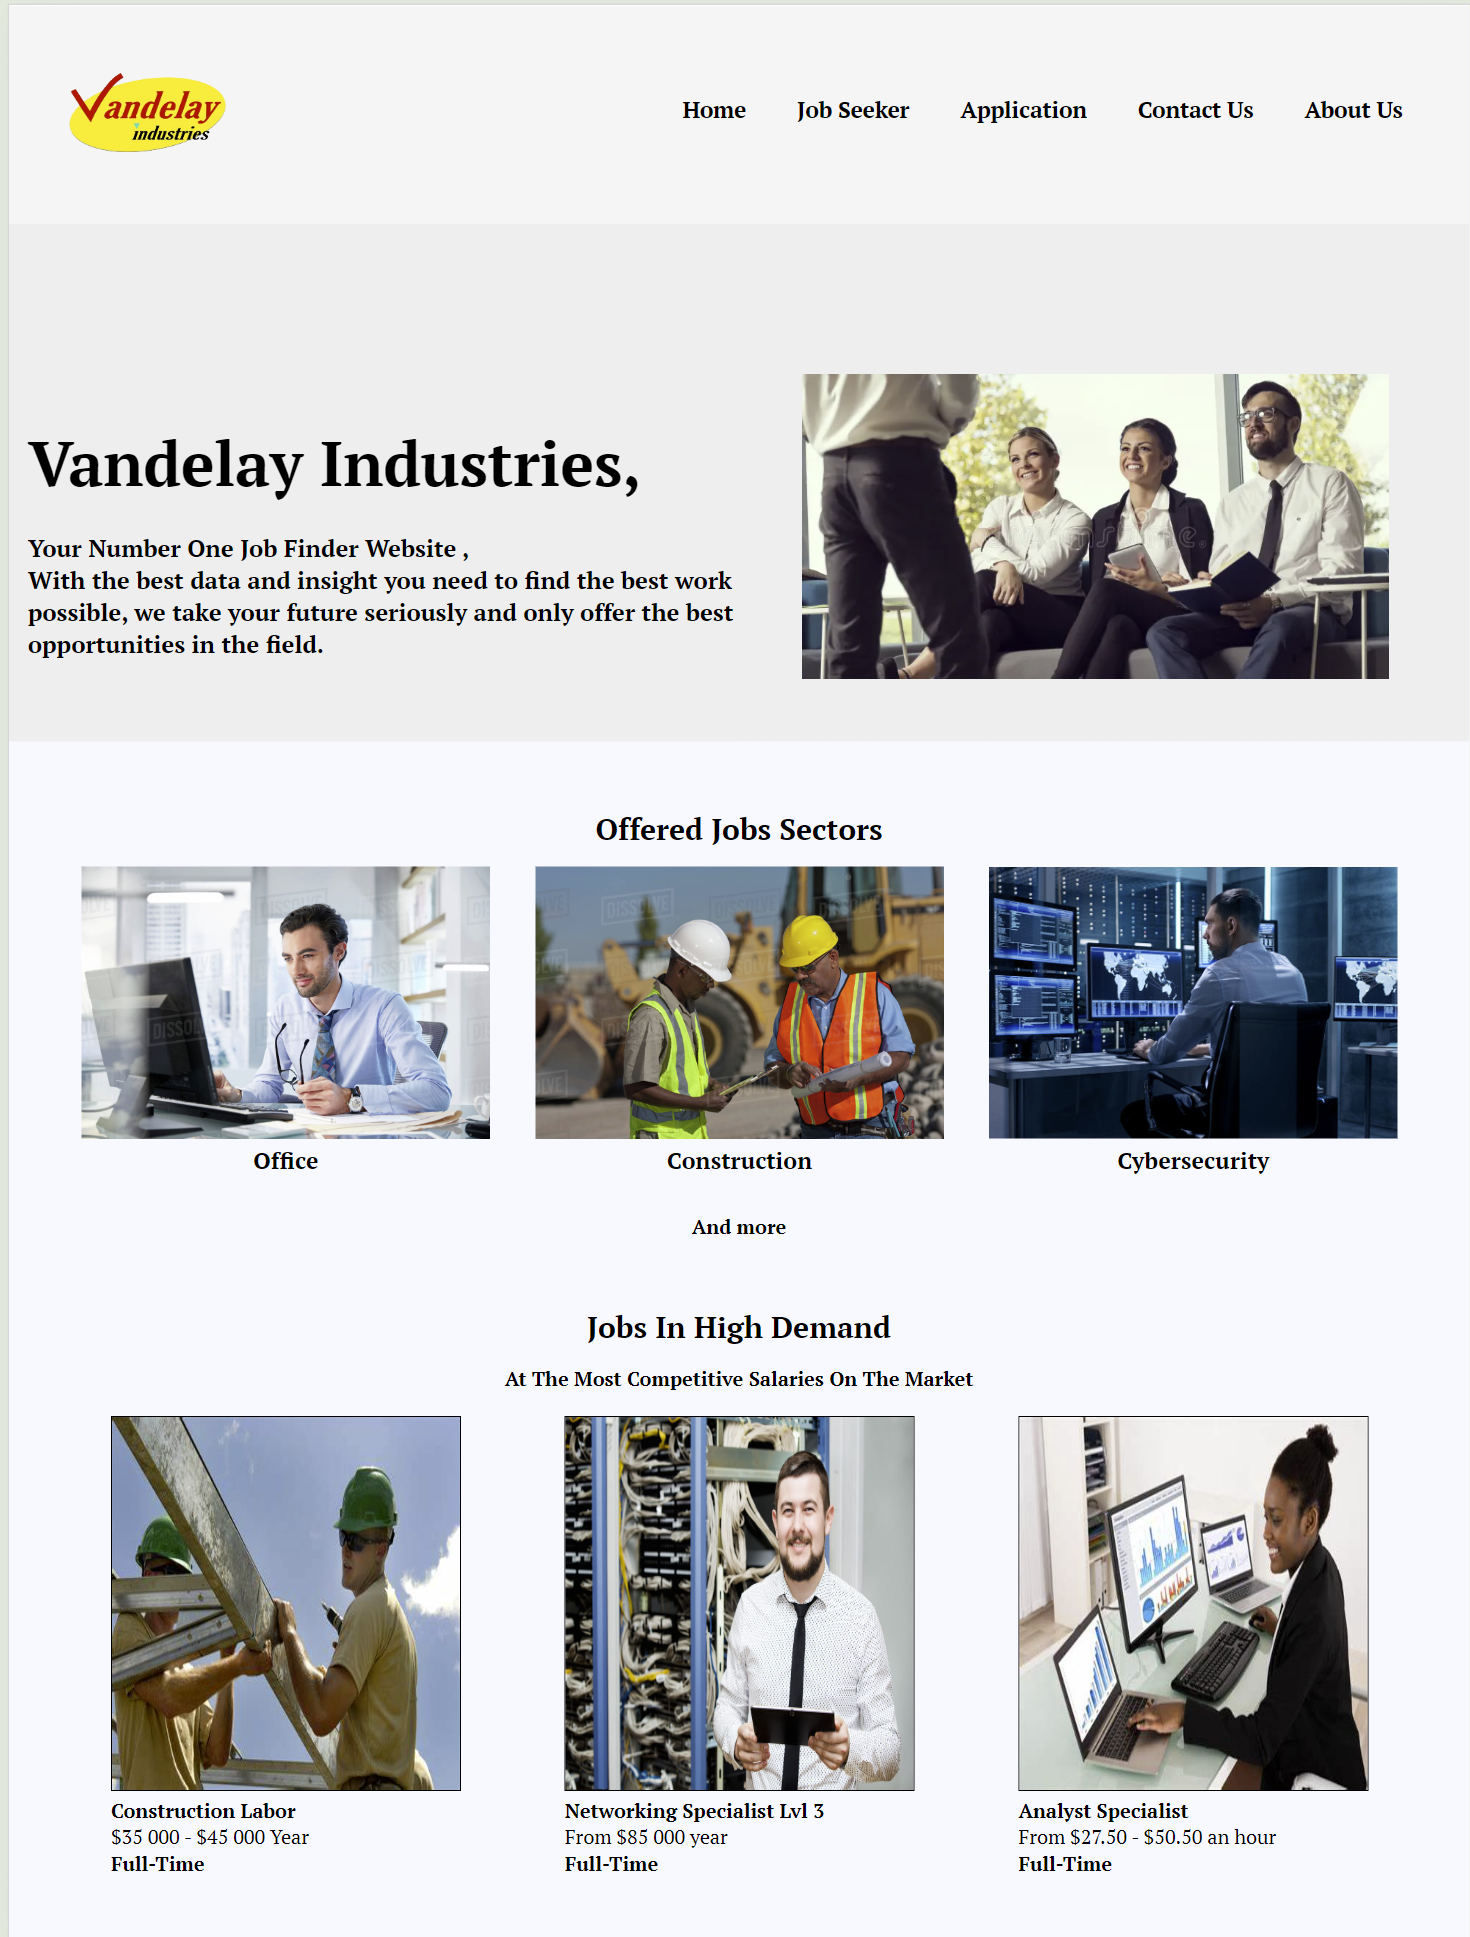 Vandelay
industries
Home Job Seeker Application Contact Us About Us
Vandelay Industries,
Your Number One Job Finder Website ,
With the best data and insight you need to find the best work
possible, we take your future seriously and only offer the best
opportunities in the field.
Offered Jobs Sectors
DISSOLVE
Office Construction Cybersecurity
And more
Jobs In High Demand
At The Most Competitive Salaries On The Market
Construction Labor
$35 000 - $45 000 Year
Full-Time
Networking Specialist Lvl 3
From $85 000 year
Full-Time
Analyst Specialist
From $27.50 - $50.50 an hour
Full-Time